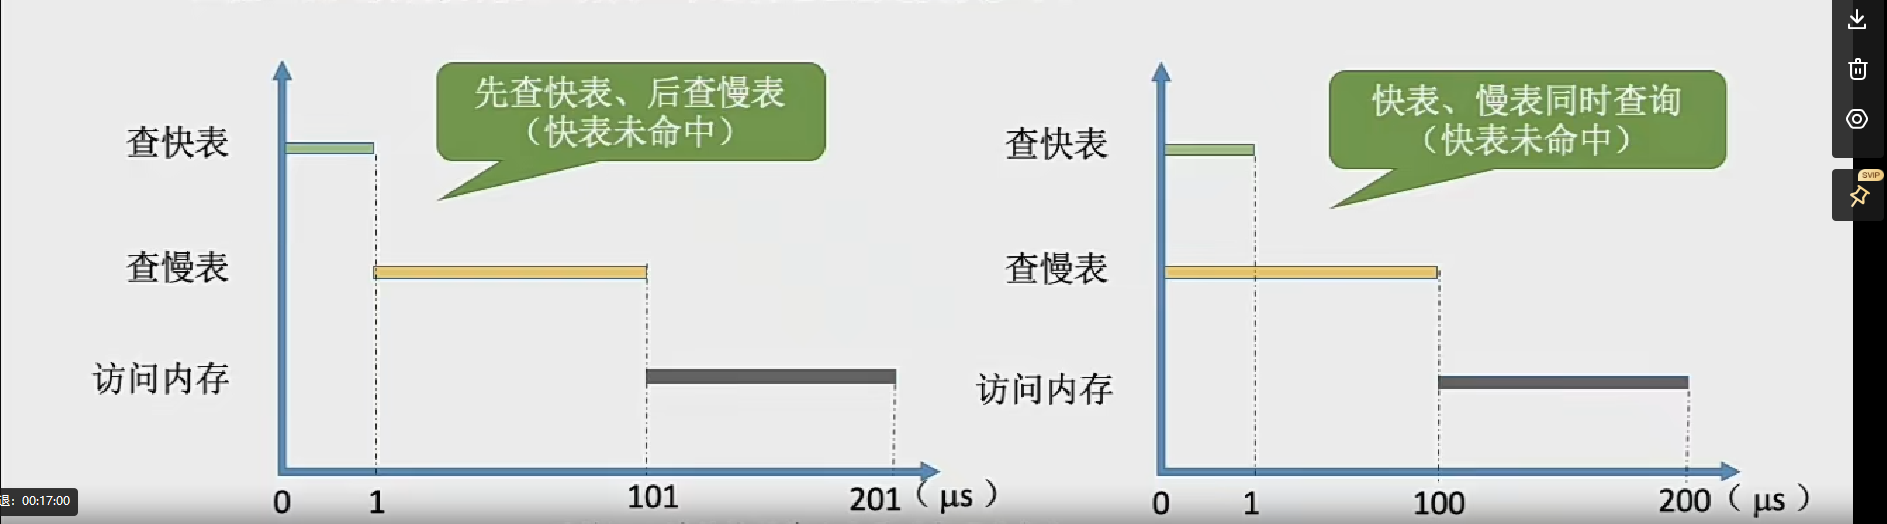 先查快表、后查慢表
（快表未命中）
查快表
查慢表
访问内存
0 1 101 201（μs）
快表、慢表同时查询
（快表未命中）
查快表
查慢表
访问内存
0 1 100 200（μs）
SVIP
退：00:17:00